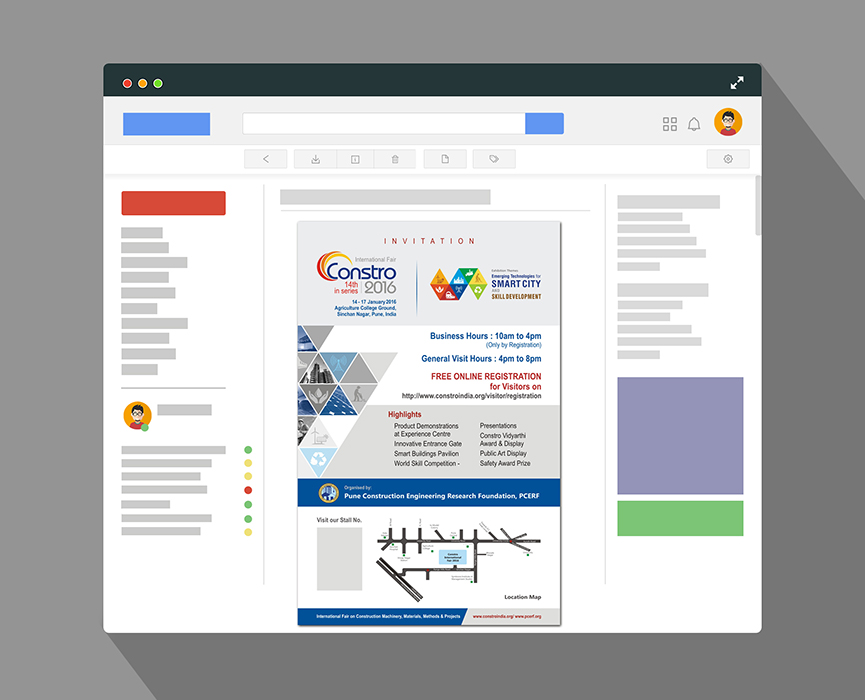 INVITATION
International Fair
Constro
14th
in series
2016
14 - 17 January 2016
Agriculture College Ground,
Sinchan Nagar, Pune, India
Exhibition Themes
Emerging Technologies for
SMART CITY
AND
SKILL DEVELOPMENT
Business Hours : 10am to 4pm
(Only by Registration)
General Visit Hours : 4pm to 8pm
FREE ONLINE REGISTRATION
for Visitors on
http://www.constroindia.org/visitor/registration
Highlights
Product Demonstrations
at Experience Centre
Innovative Entrance Gate
Smart Buildings Pavilion
World Skill Competition -
Presentations
Constro Vidyarthi
Award & Display
Public Art Display
Safety Award Prize
Organised by:
Pune Construction Engineering Research Foundation, PCERF
Visit our Stall No.
Constro
International
Location Map
International Fair on Construction Machinery, Materials, Methods & Projects
www.constroindia.org/ www.pcerf.org